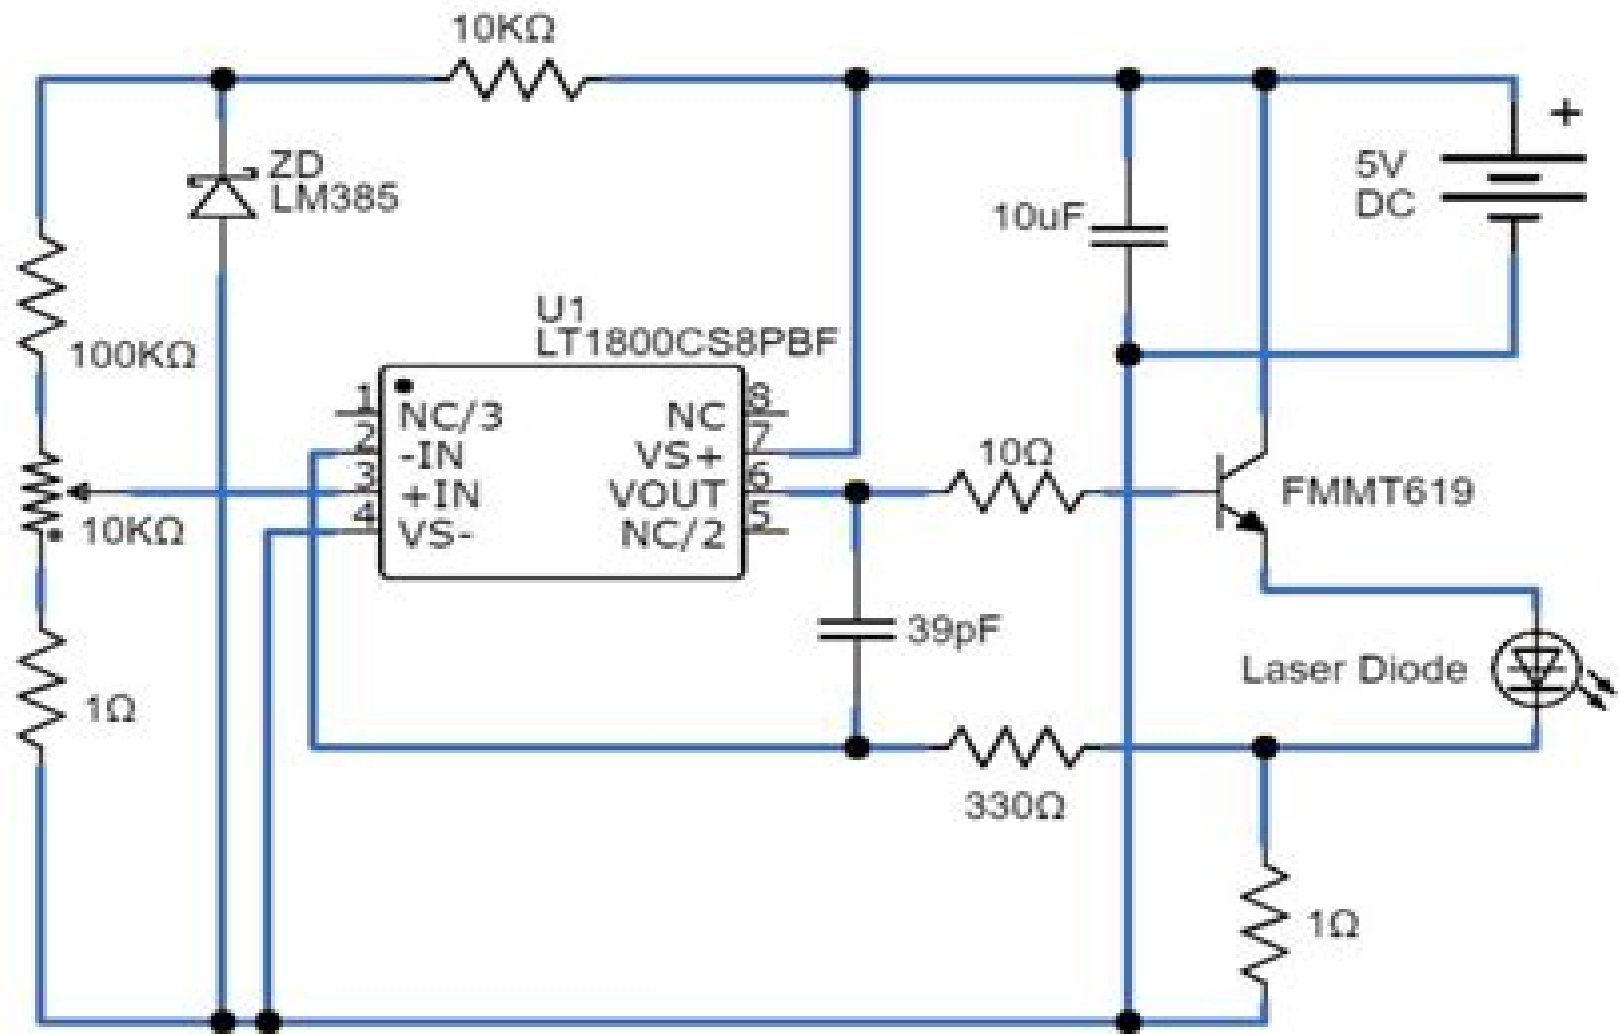 10KΩ
+
ZD
LM385
5V
DC
10uF
U1
LT1800CS8PBF
100KΩ
1
NC/3
NC
8
2
-IN
VS+
7
10Ω
3
+IN
VOUT
6
FMMT619
10KΩ
4
VS-
NC/2
5
39pF
Laser Diode
1Ω
330Ω
1Ω